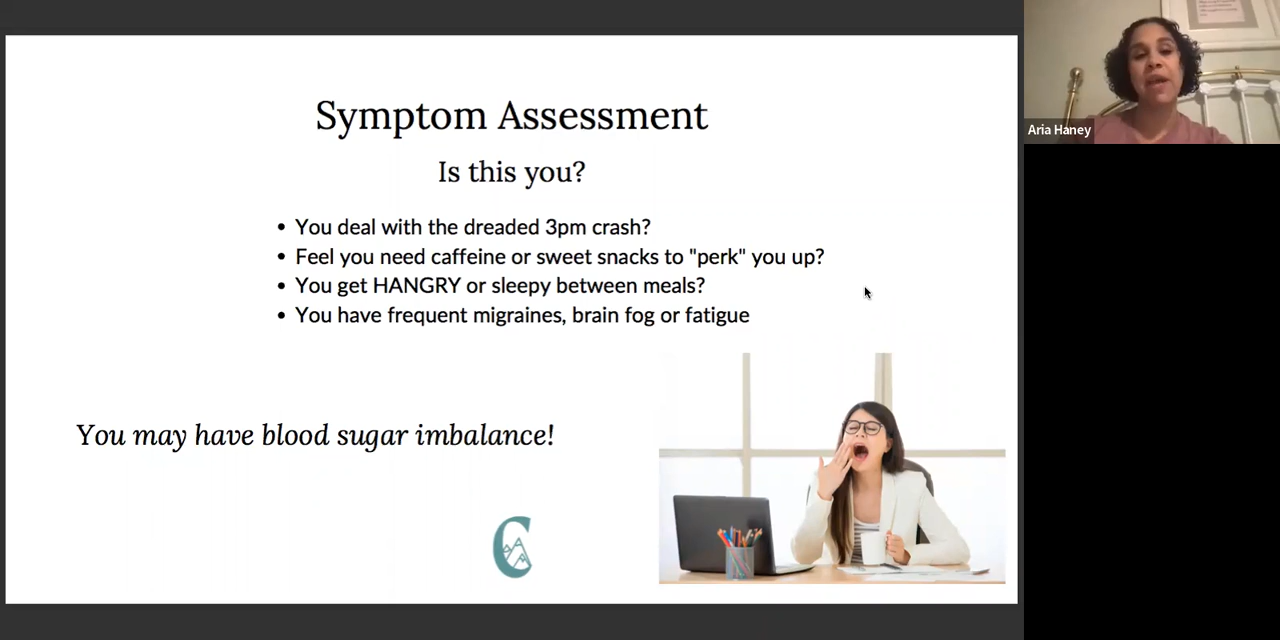 Symptom Assessment
Is this you?
• You deal with the dreaded 3pm crash?
• Feel you need caffeine or sweet snacks to "perk" you up?
• You get HANGRY or sleepy between meals?
• You have frequent migraines, brain fog or fatigue
You may have blood sugar imbalance!
C
Aria Haney